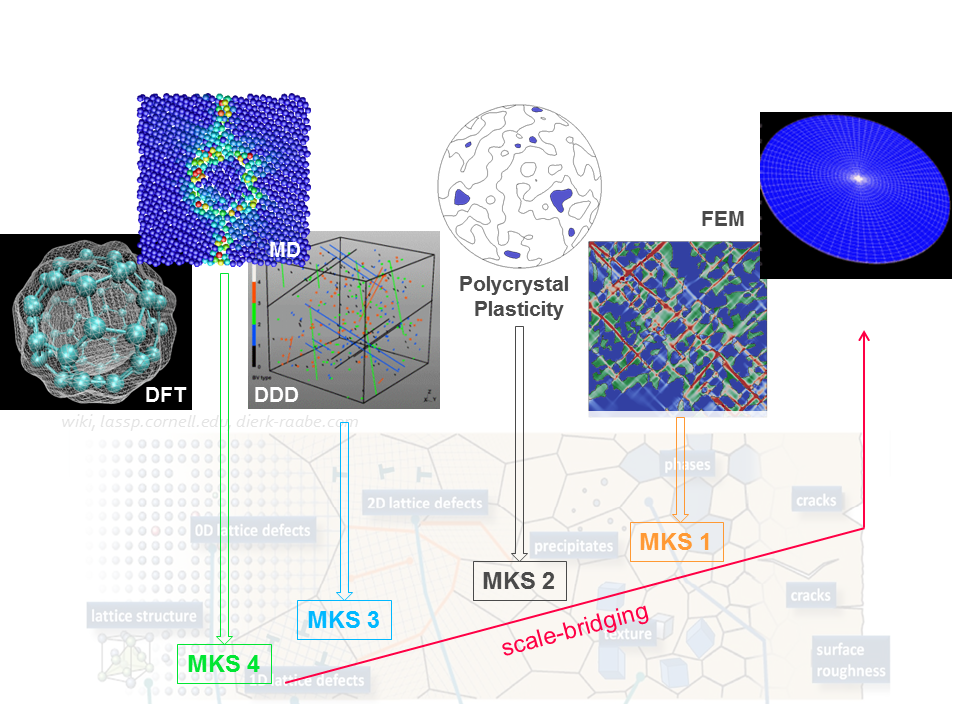 MD
FEM
Polycrystal
Plasticity
DFT
DDD
BV type
Z
X
Y
wiki, lassp.cornell.edu, dierk-raabe.com
phases
2D lattice defects
cracks
0D lattice defects
MKS 1
precipitates
MKS 2
cracks
lattice structure
MKS 3
scale-bridging
texture
MKS 4
surface
roughness
1D lattice defects